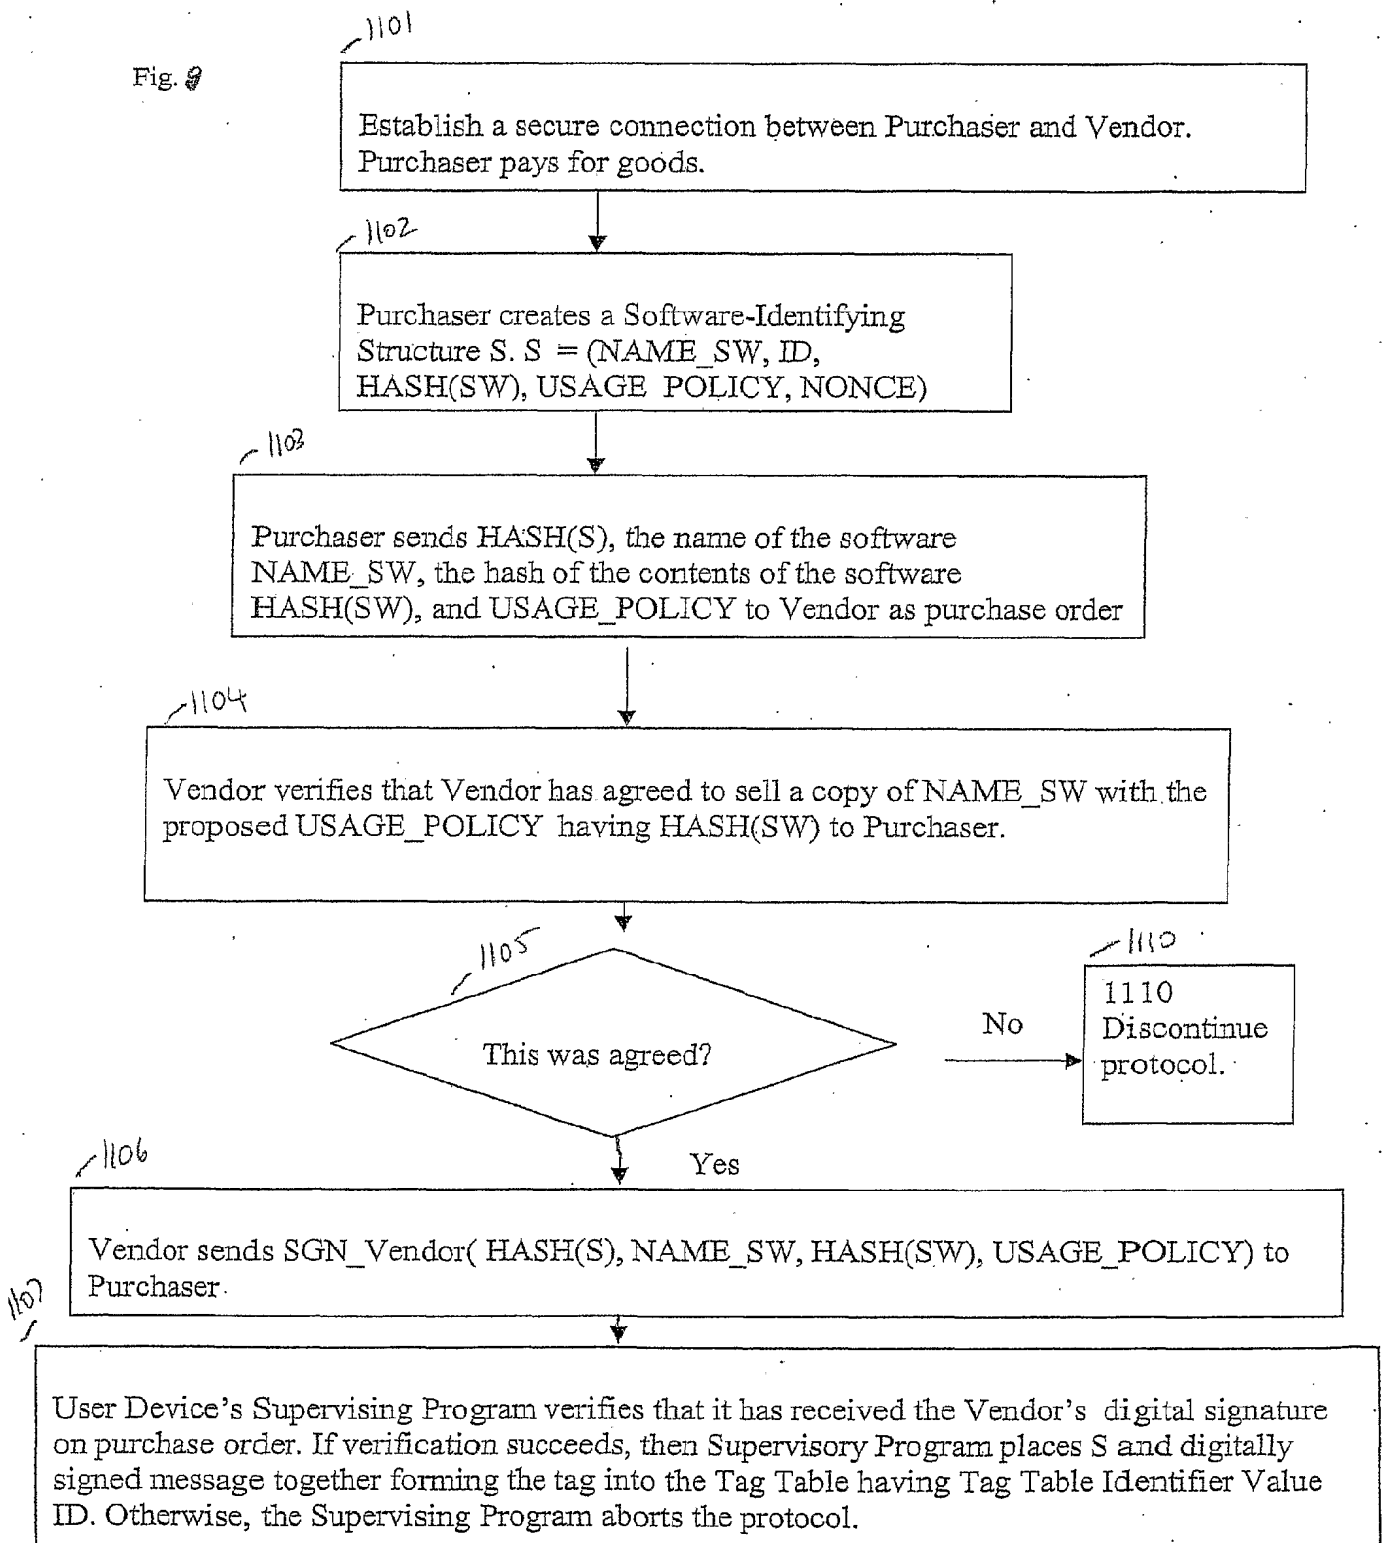 1101
Fig. 9
Establish a secure connection between Purchaser and Vendor.
Purchaser pays for goods.
1102
Purchaser creates a Software-Identifying
Structure S. S = (NAME_SW, ID,
HASH(SW), USAGE POLICY, NONCE)
1103
Purchaser sends HASH(S), the name of the software
NAME_SW, the hash of the contents of the software
HASH(SW), and USAGE_POLICY to Vendor as purchase order
1104
Vendor verifies that Vendor has agreed to sell a copy of NAME_SW with the
proposed USAGE_POLICY having HASH(SW) to Purchaser.
1105
This was agreed?
No
1110
1110
Discontinue
protocol.
Yes
1106
Vendor sends SGN_Vendor( HASH(S), NAME_SW, HASH(SW), USAGE_POLICY) to
Purchaser.
1107
User Device's Supervising Program verifies that it has received the Vendor's digital signature
on purchase order. If verification succeeds, then Supervisory Program places S and digitally
signed message together forming the tag into the Tag Table having Tag Table Identifier Value
ID. Otherwise, the Supervising Program aborts the protocol.